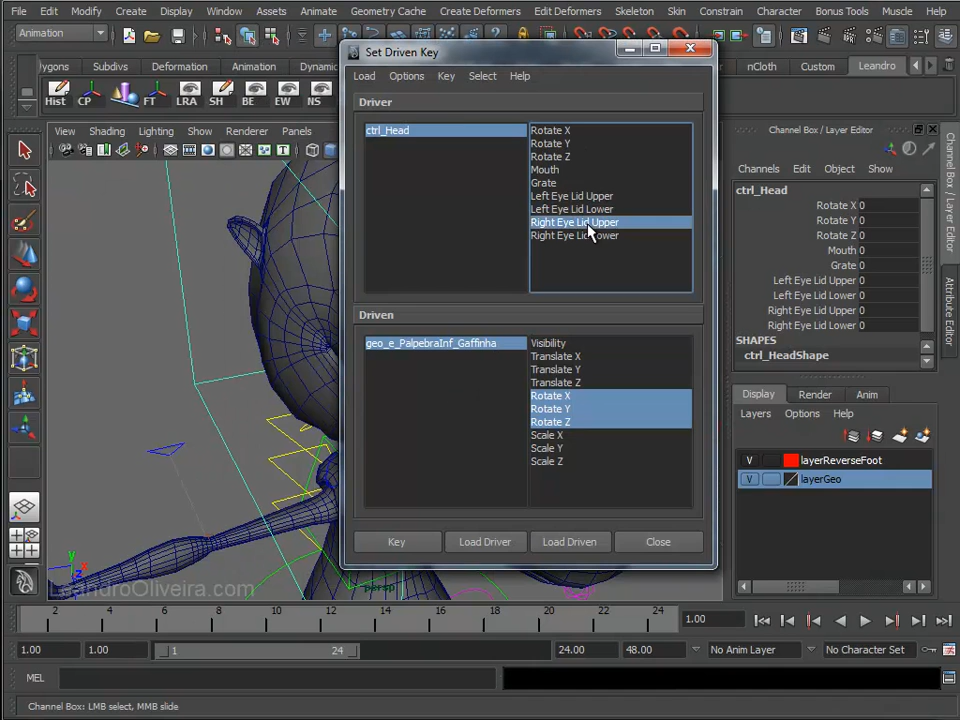 File Edit Modify Create Display Window Assets Animate Geometry Cache Create Deformers Edit Deformers Skeleton Skin Constrain Character Bonus Tools Muscle Help
Animation
Set Driven Key
olygons Subdivs Deformation Animation Dynamic nCloth Custom Leandro
Load Options Key Select Help
Hist CP FT LRA SH BE EW NS
Driver
View Shading Lighting Show Renderer Panels
Channel Box / Layer Editor
ctrl_Head
Rotate X
Rotate Y
Rotate Z
Mouth
Grate
Left Eye Lid Upper
Left Eye Lid Lower
Right Eye Lid Upper
Right Eye Lid Lower
Channels Edit Object Show
ctrl_Head
Rotate X 0
Rotate Y 0
Rotate Z 0
Mouth 0
Grate 0
Left Eye Lid Upper 0
Left Eye Lid Lower 0
Right Eye Lid Upper 0
Right Eye Lid Lower 0
SHAPES
ctrl_HeadShape
Channel Box / Layer Editor
Attribute Editor
Driven
geo_e_PalpebraInf_Gaffinha
Visibility
Translate X
Translate Y
Translate Z
Rotate X
Rotate Y
Rotate Z
Scale X
Scale Y
Scale Z
Display Render Anim
Layers Options Help
V layerReverseFoot
V layerGeo
Key Load Driver Load Driven Close
y
z
LeandroOliveira.com
persp
2 4 6 8 10 12 14 16 18 20 22 24
1.00
1.00 1.00 1 24 24.00 48.00 No Anim Layer No Character Set
MEL
Channel Box: LMB select, MMB slide